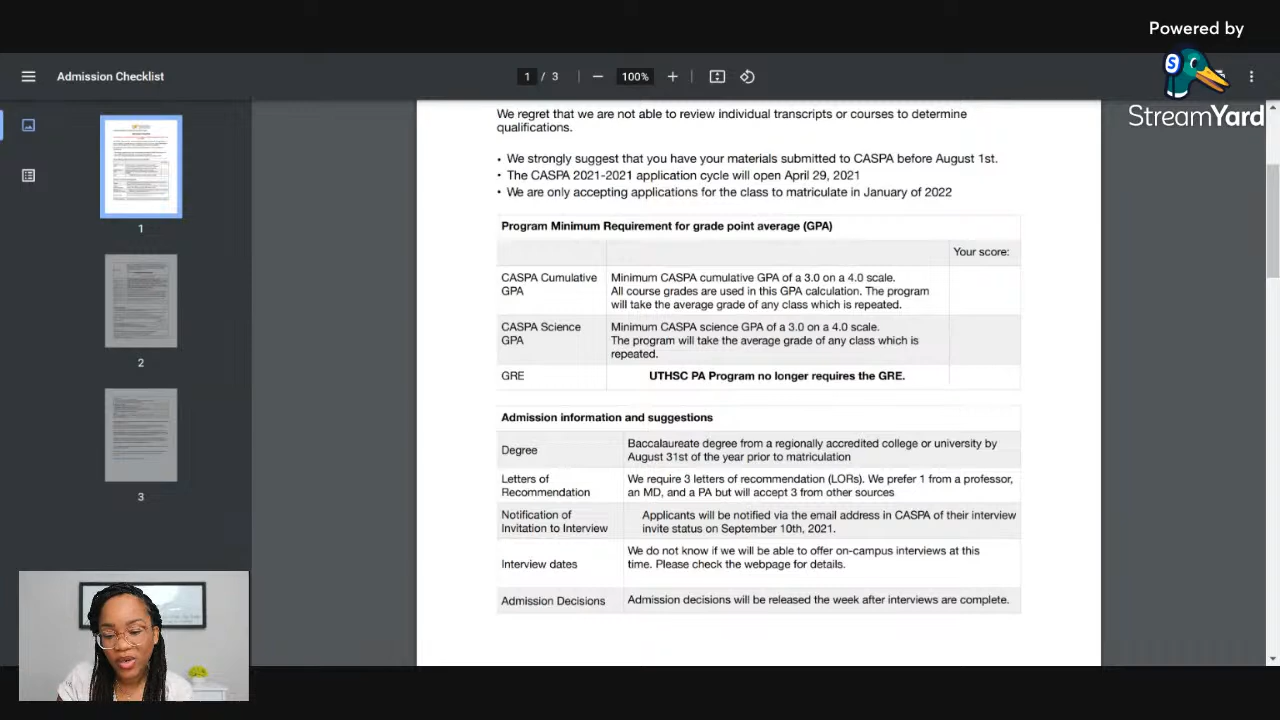 Powered by
StreamYard
Admission Checklist
1 / 3
100%
We regret that we are not able to review individual transcripts or courses to determine
qualifications.
• We strongly suggest that you have your materials submitted to CASPA before August 1st.
• The CASPA 2021-2021 application cycle will open April 29, 2021
• We are only accepting applications for the class to matriculate in January of 2022
Program Minimum Requirement for grade point average (GPA)
Your score:
CASPA Cumulative
GPA
Minimum CASPA cumulative GPA of a 3.0 on a 4.0 scale.
All course grades are used in this GPA calculation. The program
will take the average grade of any class which is repeated.
CASPA Science
GPA
Minimum CASPA science GPA of a 3.0 on a 4.0 scale.
The program will take the average grade of any class which is
repeated.
GRE
UTHSC PA Program no longer requires the GRE.
Admission information and suggestions
Degree
Baccalaureate degree from a regionally accredited college or university by
August 31st of the year prior to matriculation
Letters of
Recommendation
We require 3 letters of recommendation (LORs). We prefer 1 from a professor,
an MD, and a PA but will accept 3 from other sources
Notification of
Invitation to Interview
Applicants will be notified via the email address in CASPA of their interview
invite status on September 10th, 2021.
Interview dates
We do not know if we will be able to offer on-campus interviews at this
time. Please check the webpage for details.
Admission Decisions
Admission decisions will be released the week after interviews are complete.
1
2
3